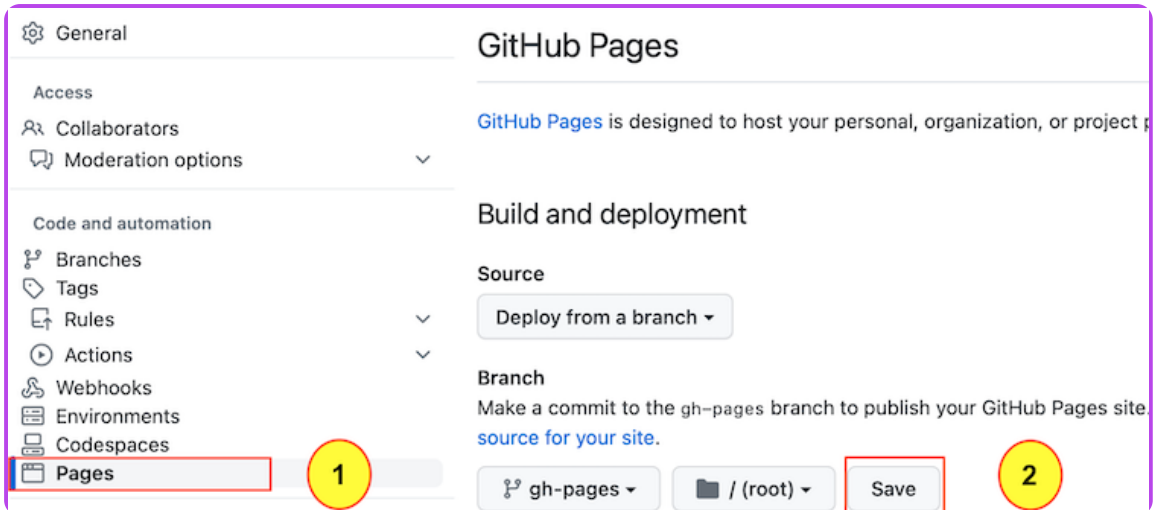 General
Access
Collaborators
Moderation options
Code and automation
Branches
Tags
Rules
Actions
Webhooks
Environments
Codespaces
Pages
1
GitHub Pages
GitHub Pages is designed to host your personal, organization, or project
Build and deployment
Source
Deploy from a branch
Branch
Make a commit to the gh-pages branch to publish your GitHub Pages site.
source for your site.
gh-pages
/ (root)
Save
2